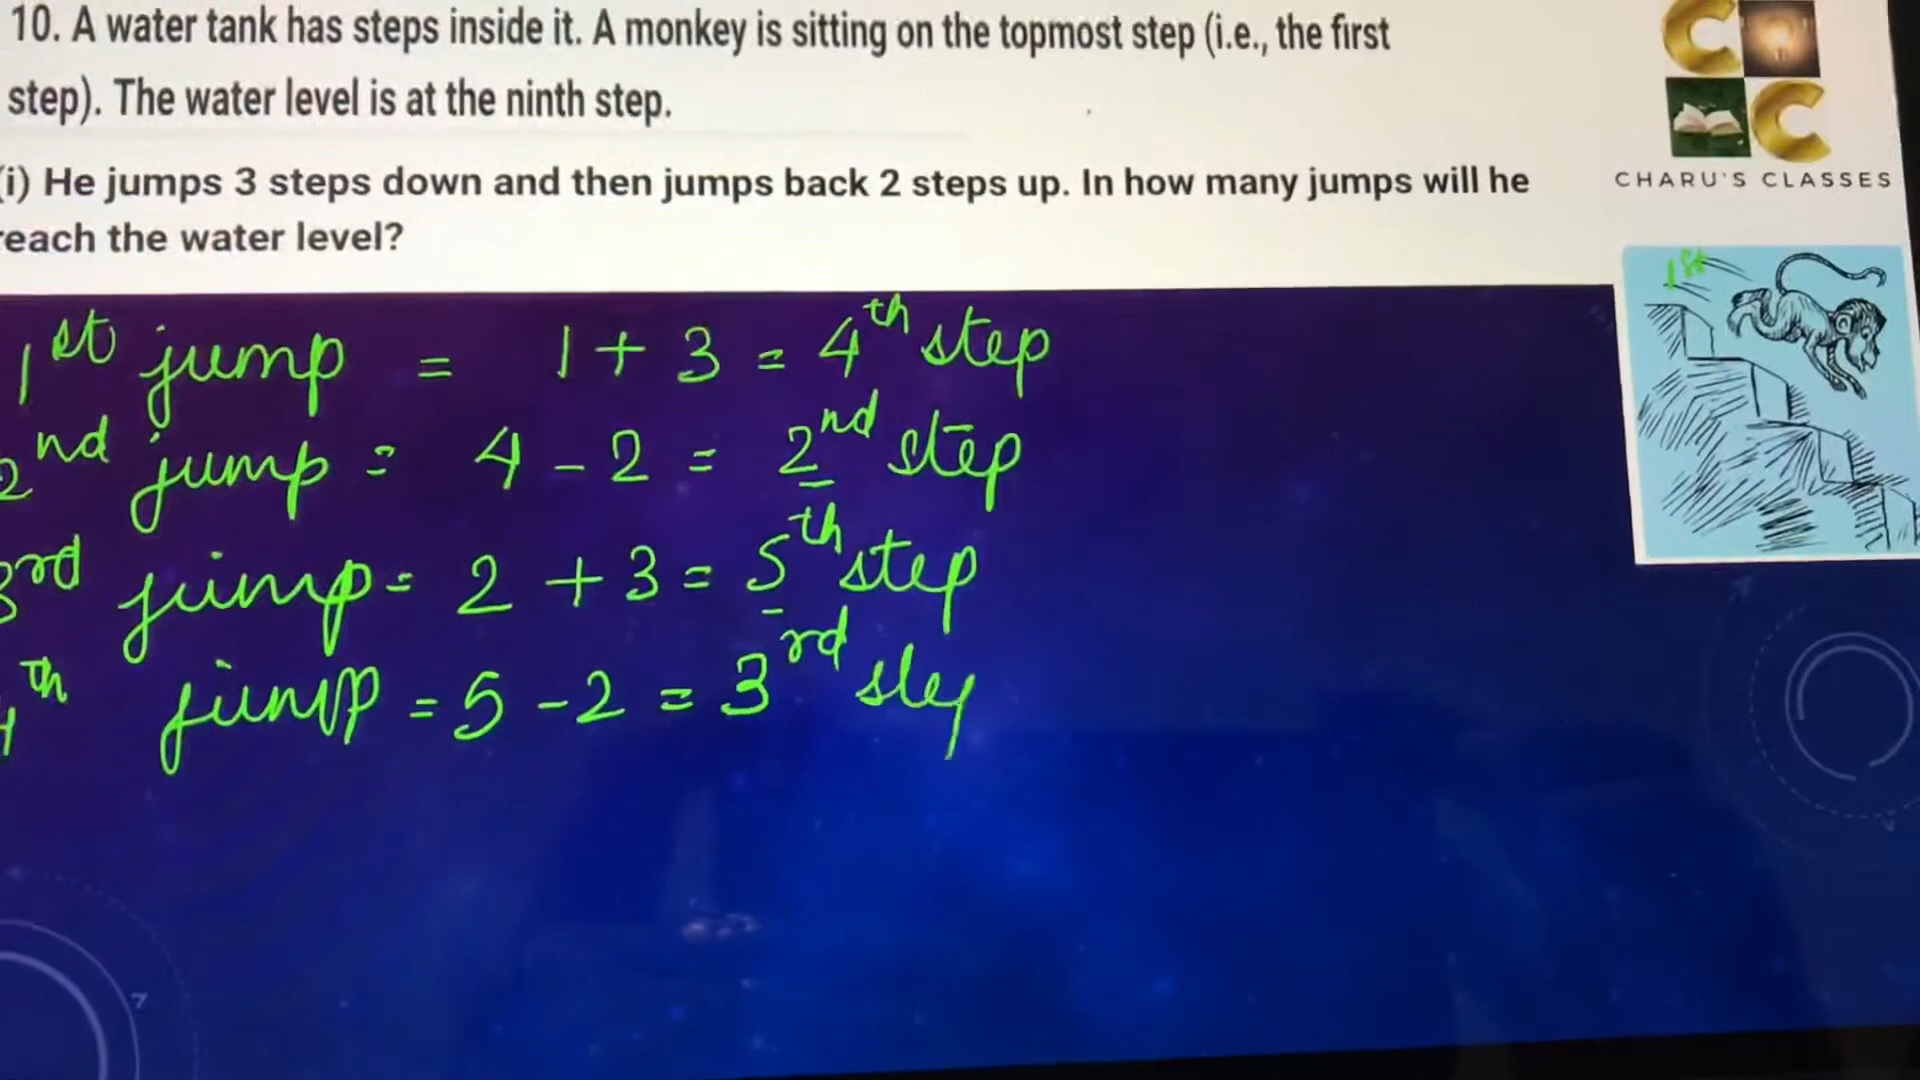 10. A water tank has steps inside it. A monkey is sitting on the topmost step (i.e., the first
step). The water level is at the ninth step.
(i) He jumps 3 steps down and then jumps back 2 steps up. In how many jumps will he
reach the water level?
C
C
CHARU'S CLASSES
1st
1st jump = 1 + 3 = 4th step
2nd jump = 4 - 2 = 2nd step
3rd jump = 2 + 3 = 5th step
4th jump = 5 - 2 = 3rd step
7